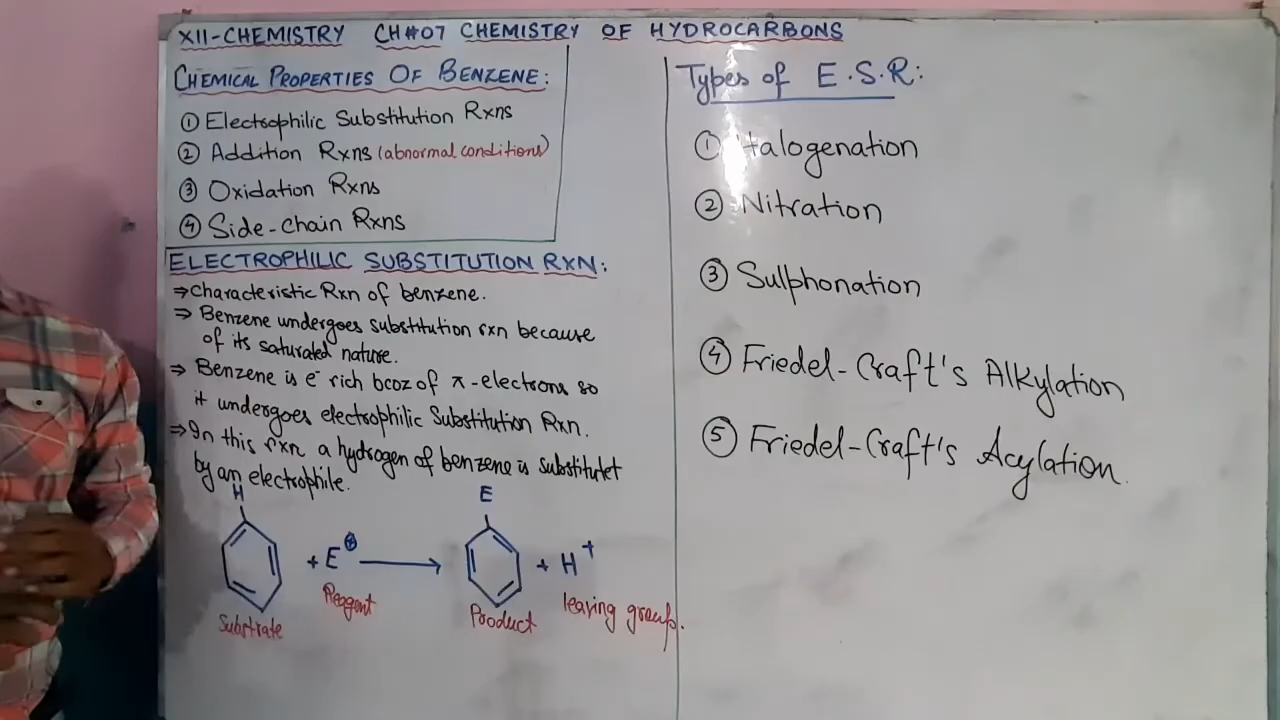 XII-CHEMISTRY CH#07 CHEMISTRY OF HYDROCARBONS
CHEMICAL PROPERTIES OF BENZENE:
① Electrophilic Substitution Rxns
② Addition Rxns (abnormal conditions)
③ Oxidation Rxns
④ Side-chain Rxns
ELECTROPHILIC SUBSTITUTION RXN:
⇒ Characteristic Rxn of benzene.
⇒ Benzene undergoes substitution rxn because
of its saturated nature.
⇒ Benzene is e⁻ rich bcoz of π-electrons so
it undergoes electrophilic Substitution Rxn.
⇒ In this rxn a hydrogen of benzene is substitutet
by an electrophile.
H
+ E⊕ ⟶
E
+ H⁺
Substrate
Reagent
Product
leaving group.
Types of E.S.R:
① Halogenation
② Nitration
③ Sulphonation
④ Friedel-Craft's Alkylation
⑤ Friedel-Craft's Acylation.